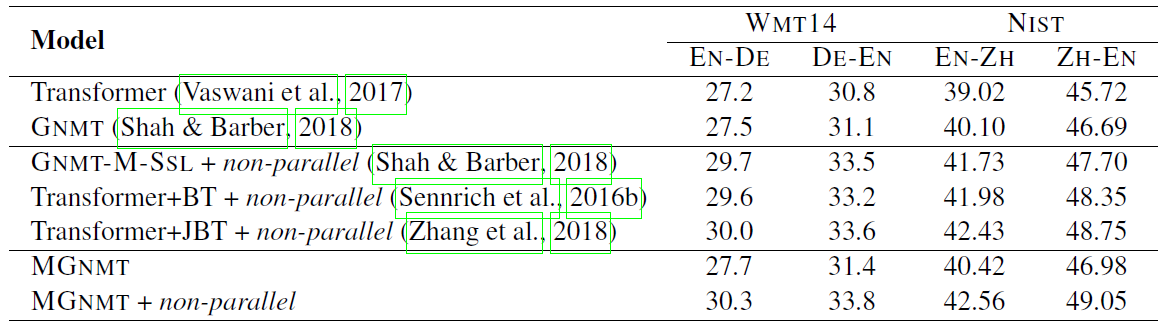 Model WMT14 NIST
EN-DE DE-EN EN-ZH ZH-EN
Transformer (Vaswani et al., 2017) 27.2 30.8 39.02 45.72
GNMT (Shah & Barber, 2018) 27.5 31.1 40.10 46.69
GNMT-M-SSL + non-parallel (Shah & Barber, 2018) 29.7 33.5 41.73 47.70
Transformer+BT + non-parallel (Sennrich et al., 2016b) 29.6 33.2 41.98 48.35
Transformer+JBT + non-parallel (Zhang et al., 2018) 30.0 33.6 42.43 48.75
MGNMT 27.7 31.4 40.42 46.98
MGNMT + non-parallel 30.3 33.8 42.56 49.05